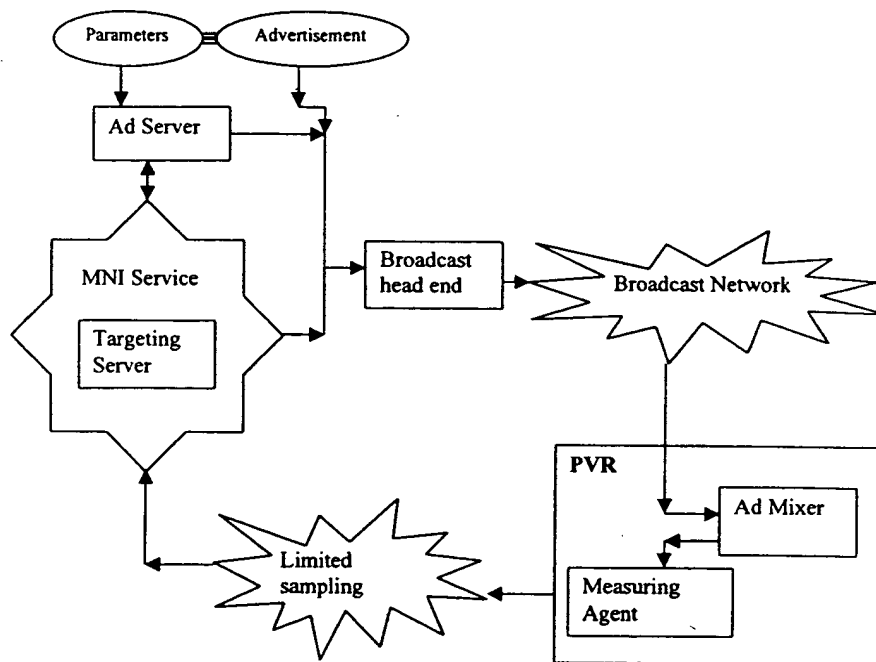 Parameters
Advertisement
Ad Server
MNI Service
Targeting
Server
Broadcast
head end
Broadcast Network
PVR
Ad Mixer
Measuring
Agent
Limited
sampling